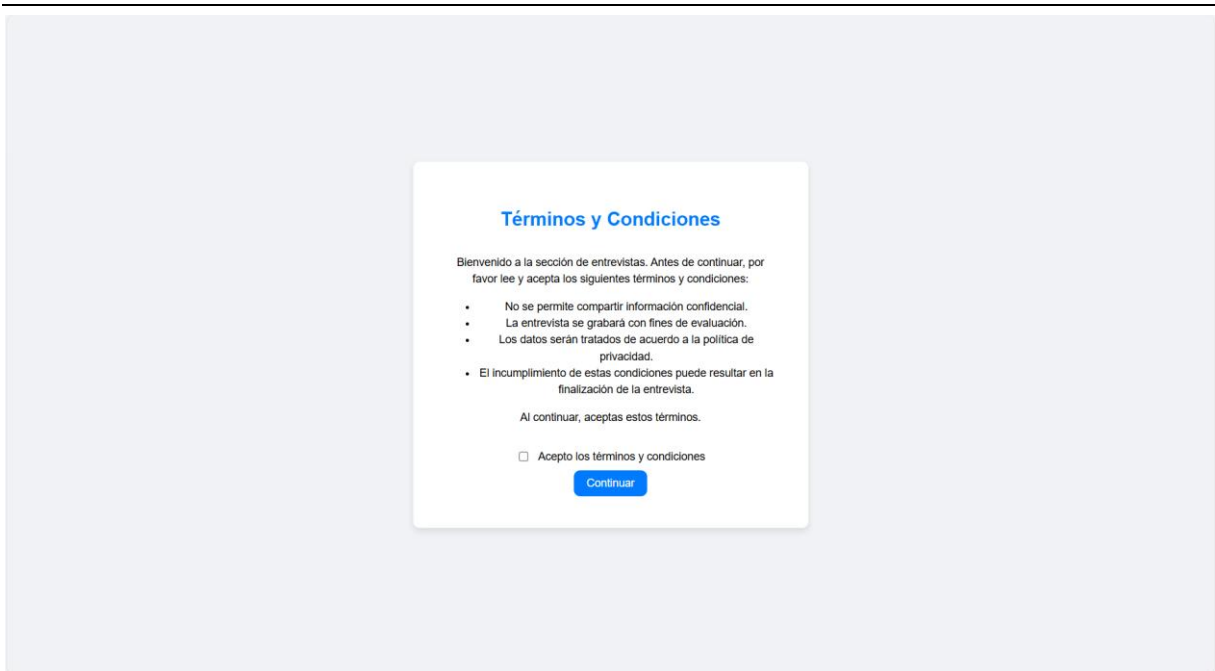 Términos y Condiciones
Bienvenido a la sección de entrevistas. Antes de continuar, por
favor lee y acepta los siguientes términos y condiciones:
• No se permite compartir información confidencial.
• La entrevista se grabará con fines de evaluación.
• Los datos serán tratados de acuerdo a la política de
privacidad.
• El incumplimiento de estas condiciones puede resultar en la
finalización de la entrevista.
Al continuar, aceptas estos términos.
Acepto los términos y condiciones
Continuar